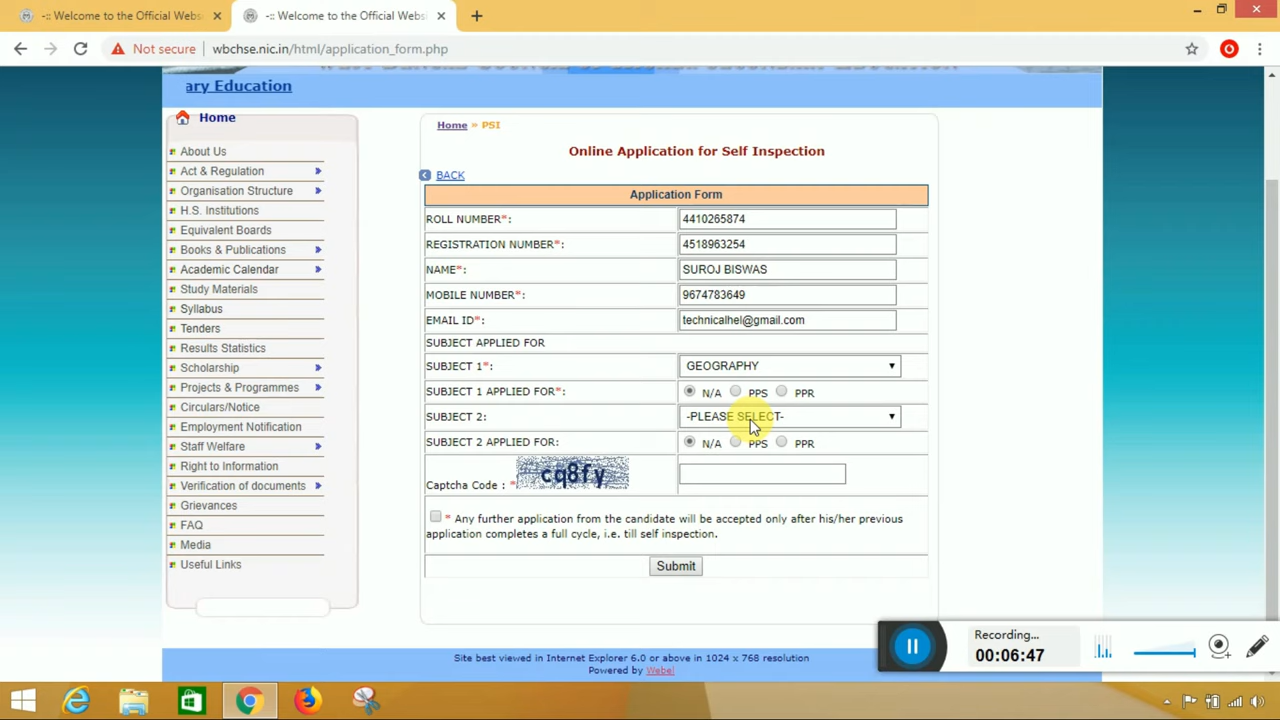 -:: Welcome to the Official Webs
-:: Welcome to the Official Webs
Not secure wbchse.nic.in/html/application_form.php
ary Education
Home
About Us
Act & Regulation
Organisation Structure
H.S. Institutions
Equivalent Boards
Books & Publications
Academic Calendar
Study Materials
Syllabus
Tenders
Results Statistics
Scholarship
Projects & Programmes
Circulars/Notice
Employment Notification
Staff Welfare
Right to Information
Verification of documents
Grievances
FAQ
Media
Useful Links
Home » PSI
Online Application for Self Inspection
BACK
Application Form
ROLL NUMBER*: 4410265874
REGISTRATION NUMBER*: 4518963254
NAME*: SUROJ BISWAS
MOBILE NUMBER*: 9674783649
EMAIL ID*: technicalhel@gmail.com
SUBJECT APPLIED FOR
SUBJECT 1*: GEOGRAPHY
SUBJECT 1 APPLIED FOR*: N/A PPS PPR
SUBJECT 2: -PLEASE SELECT-
SUBJECT 2 APPLIED FOR: N/A PPS PPR
Captcha Code : * cq8fy
* Any further application from the candidate will be accepted only after his/her previous
application completes a full cycle, i.e. till self inspection.
Submit
Site best viewed in Internet Explorer 6.0 or above in 1024 x 768 resolution
Powered by Webel
Recording...
00:06:47